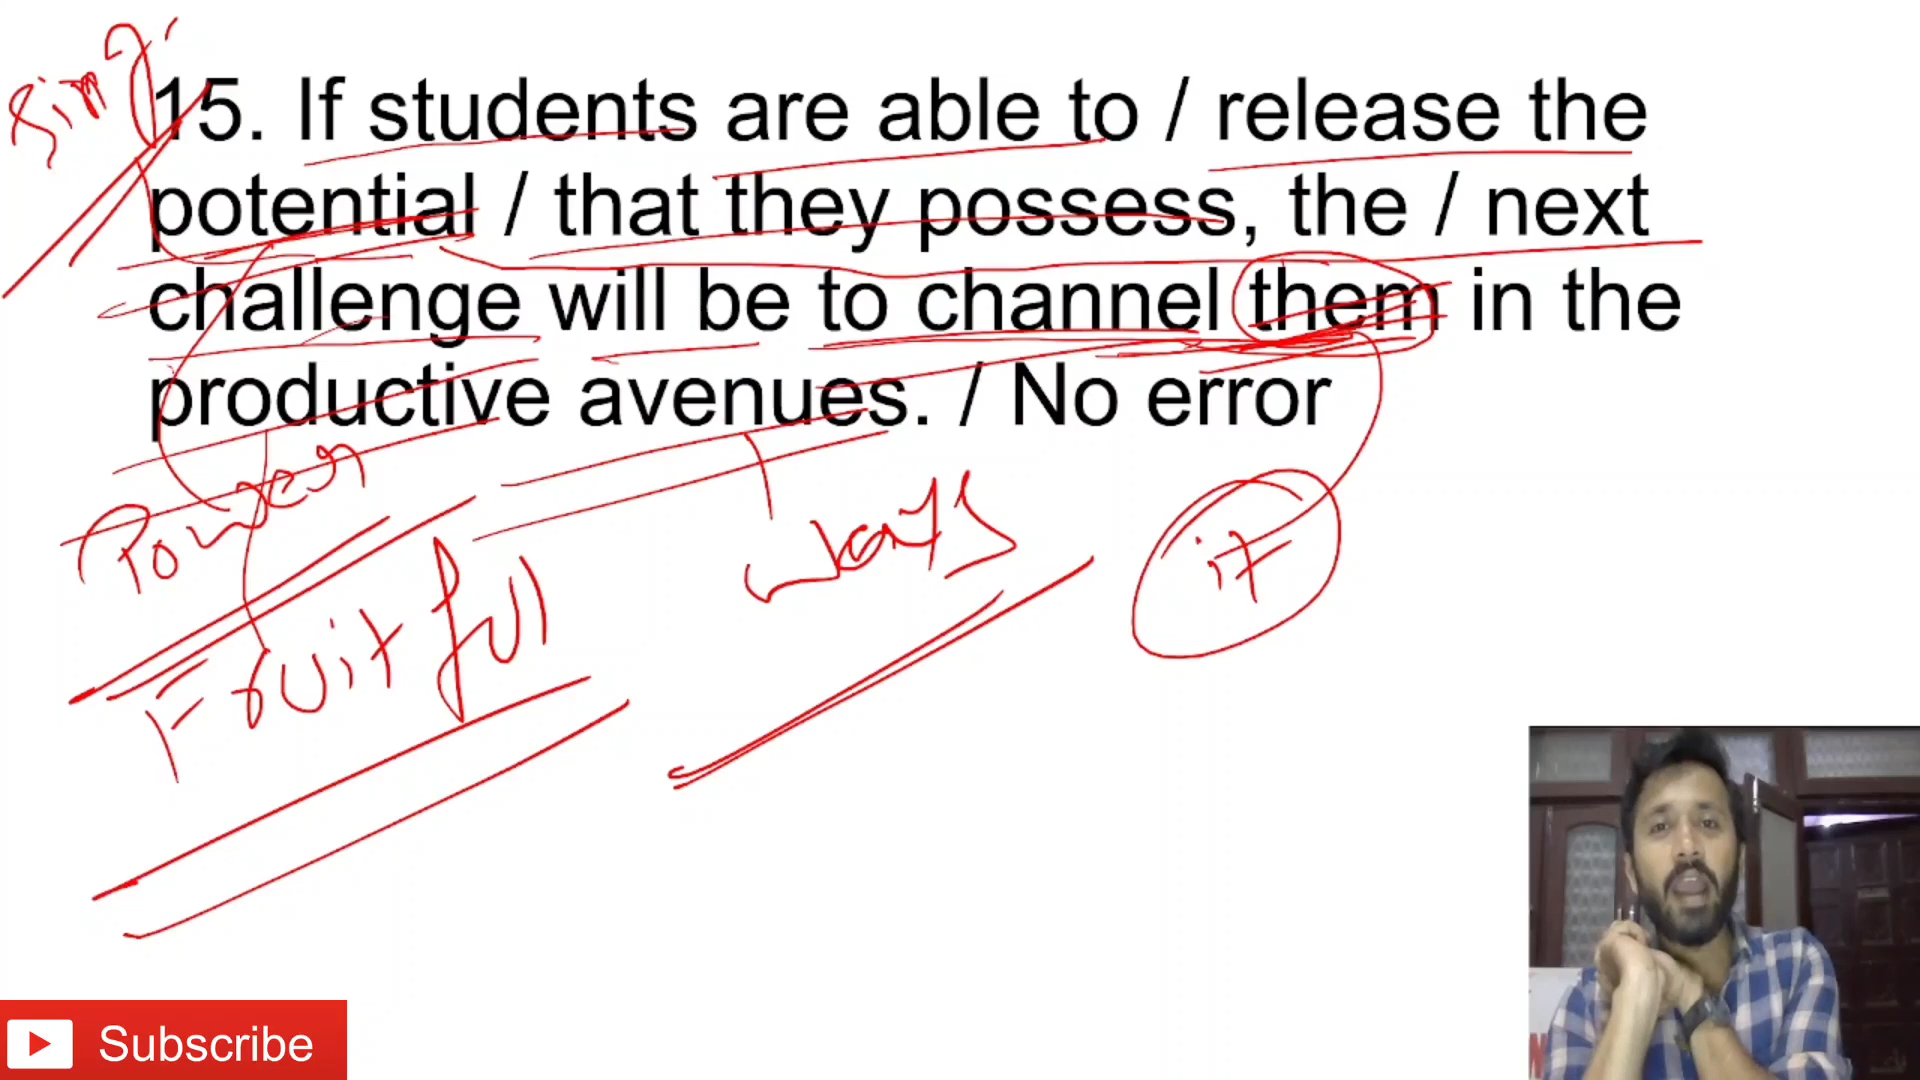 Sing.
15. If students are able to / release the
potential / that they possess, the / next
challenge will be to channel them in the
productive avenues. / No error
Power
ways
it
Fruitful
Subscribe